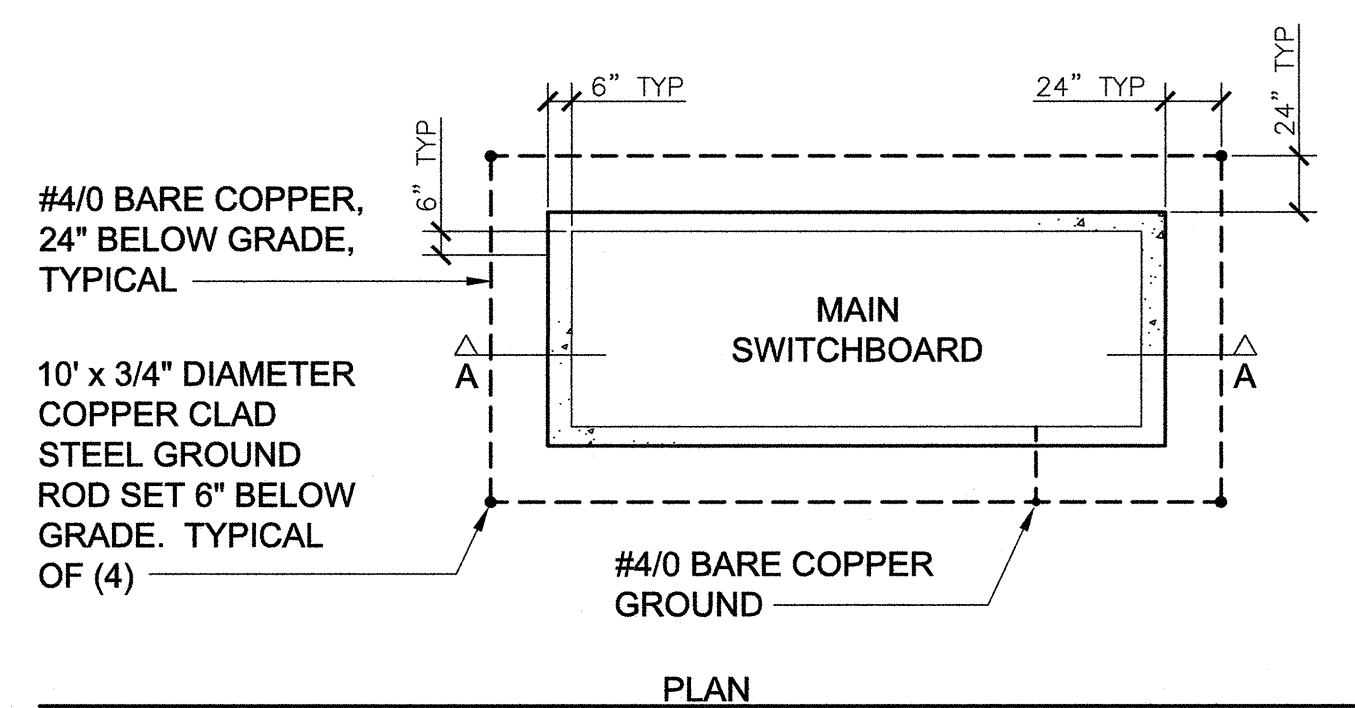 6” TYP
24” TYP
24” TYP
6” TYP
#4/0 BARE COPPER,
24" BELOW GRADE,
TYPICAL
MAIN
SWITCHBOARD
A
A
10' x 3/4" DIAMETER
COPPER CLAD
STEEL GROUND
ROD SET 6" BELOW
GRADE. TYPICAL
OF (4)
#4/0 BARE COPPER
GROUND
PLAN